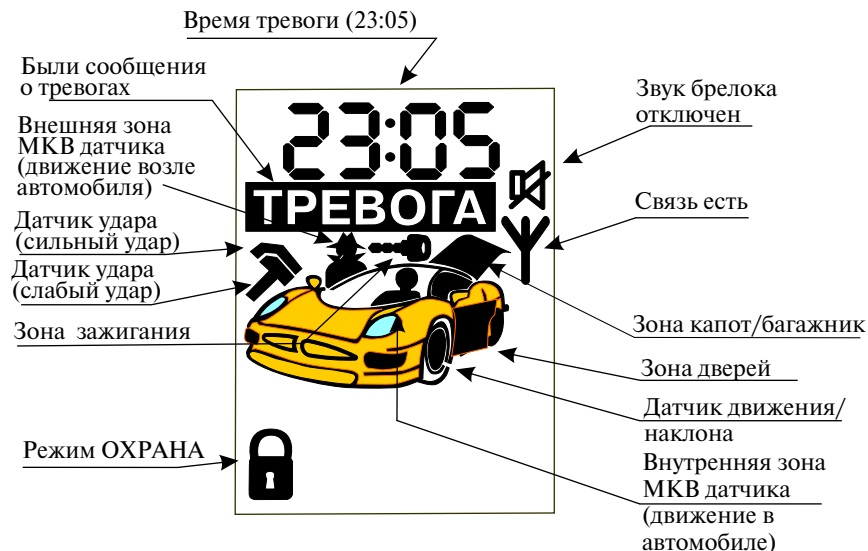 Время тревоги (23:05)
Были сообщения
о тревогах
Внешняя зона
МКВ датчика
(движение возле
автомобиля)
Датчик удара
(сильный удар)
Датчик удара
(слабый удар)
Зона зажигания
Режим ОХРАНА
23:05
ТРЕВОГА
Звук брелока
отключен
Связь есть
Зона капот/багажник
Зона дверей
Датчик движения/
наклона
Внутренняя зона
МКВ датчика
(движение в
автомобиле)